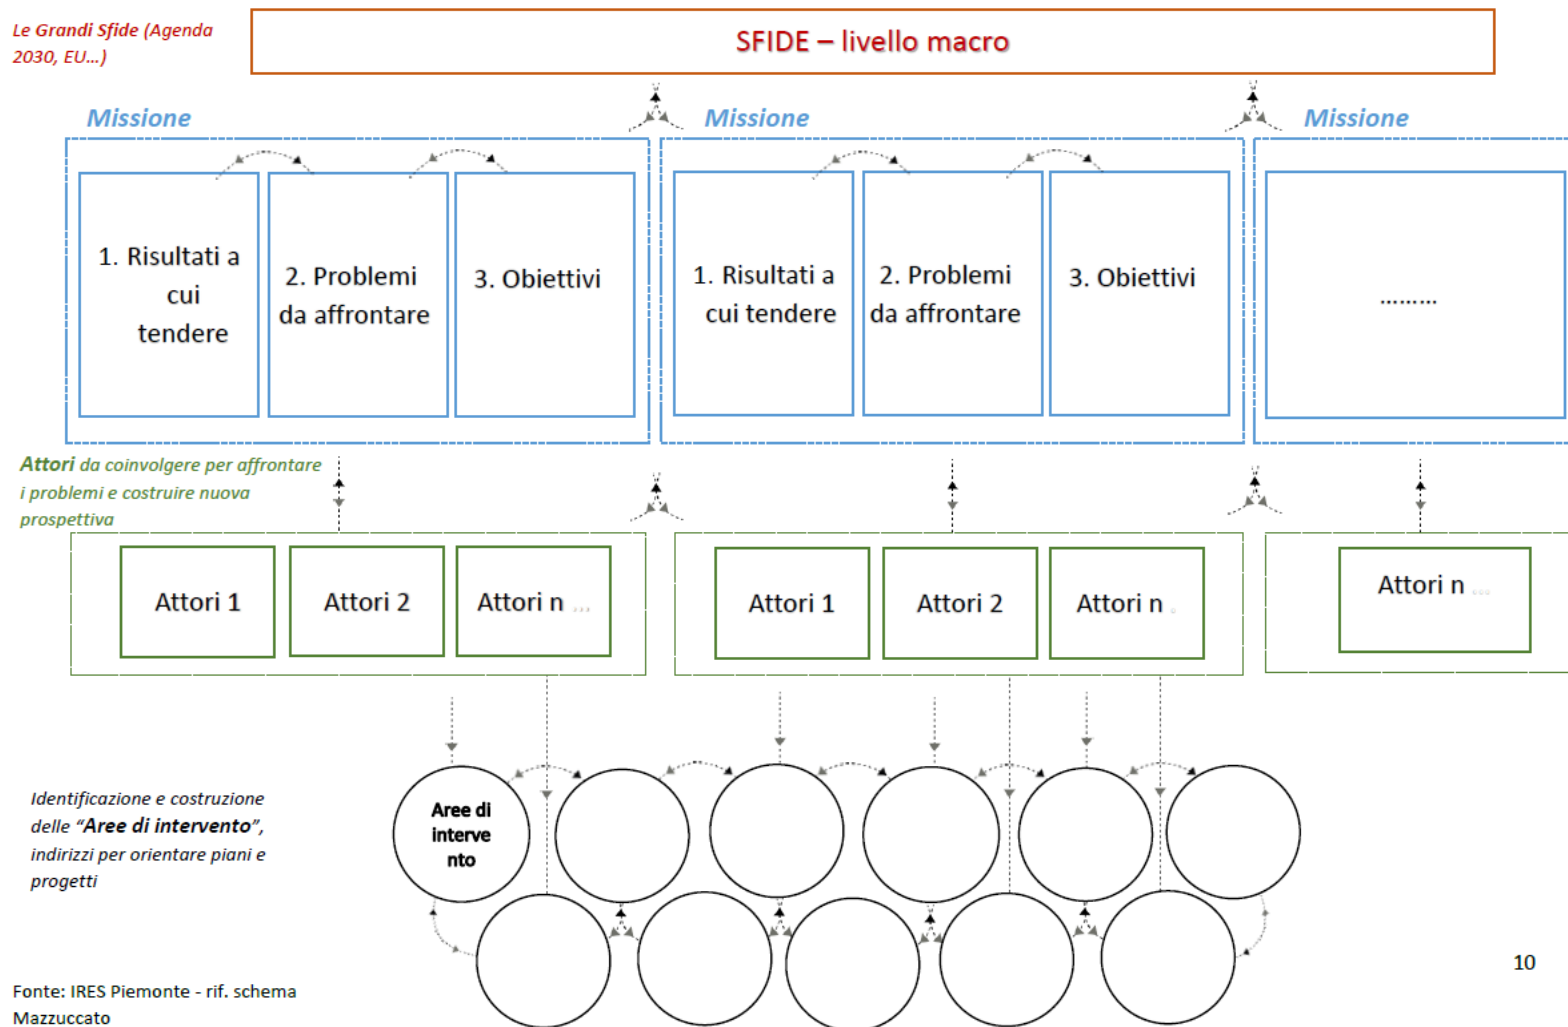 Le Grandi Sfide (Agenda
2030, EU...)
SFIDE – livello macro
Missione
Missione
Missione
1. Risultati a
cui
tendere
2. Problemi
da affrontare
3. Obiettivi
1. Risultati a
cui tendere
2. Problemi
da affrontare
3. Obiettivi
.........
Attori da coinvolgere per affrontare
i problemi e costruire nuova
prospettiva
Attori 1
Attori 2
Attori n ...
Attori 1
Attori 2
Attori n .
Attori n ...
Identificazione e costruzione
delle “Aree di intervento”,
indirizzi per orientare piani e
progetti
Aree di
interve
nto
10
Fonte: IRES Piemonte - rif. schema
Mazzuccato